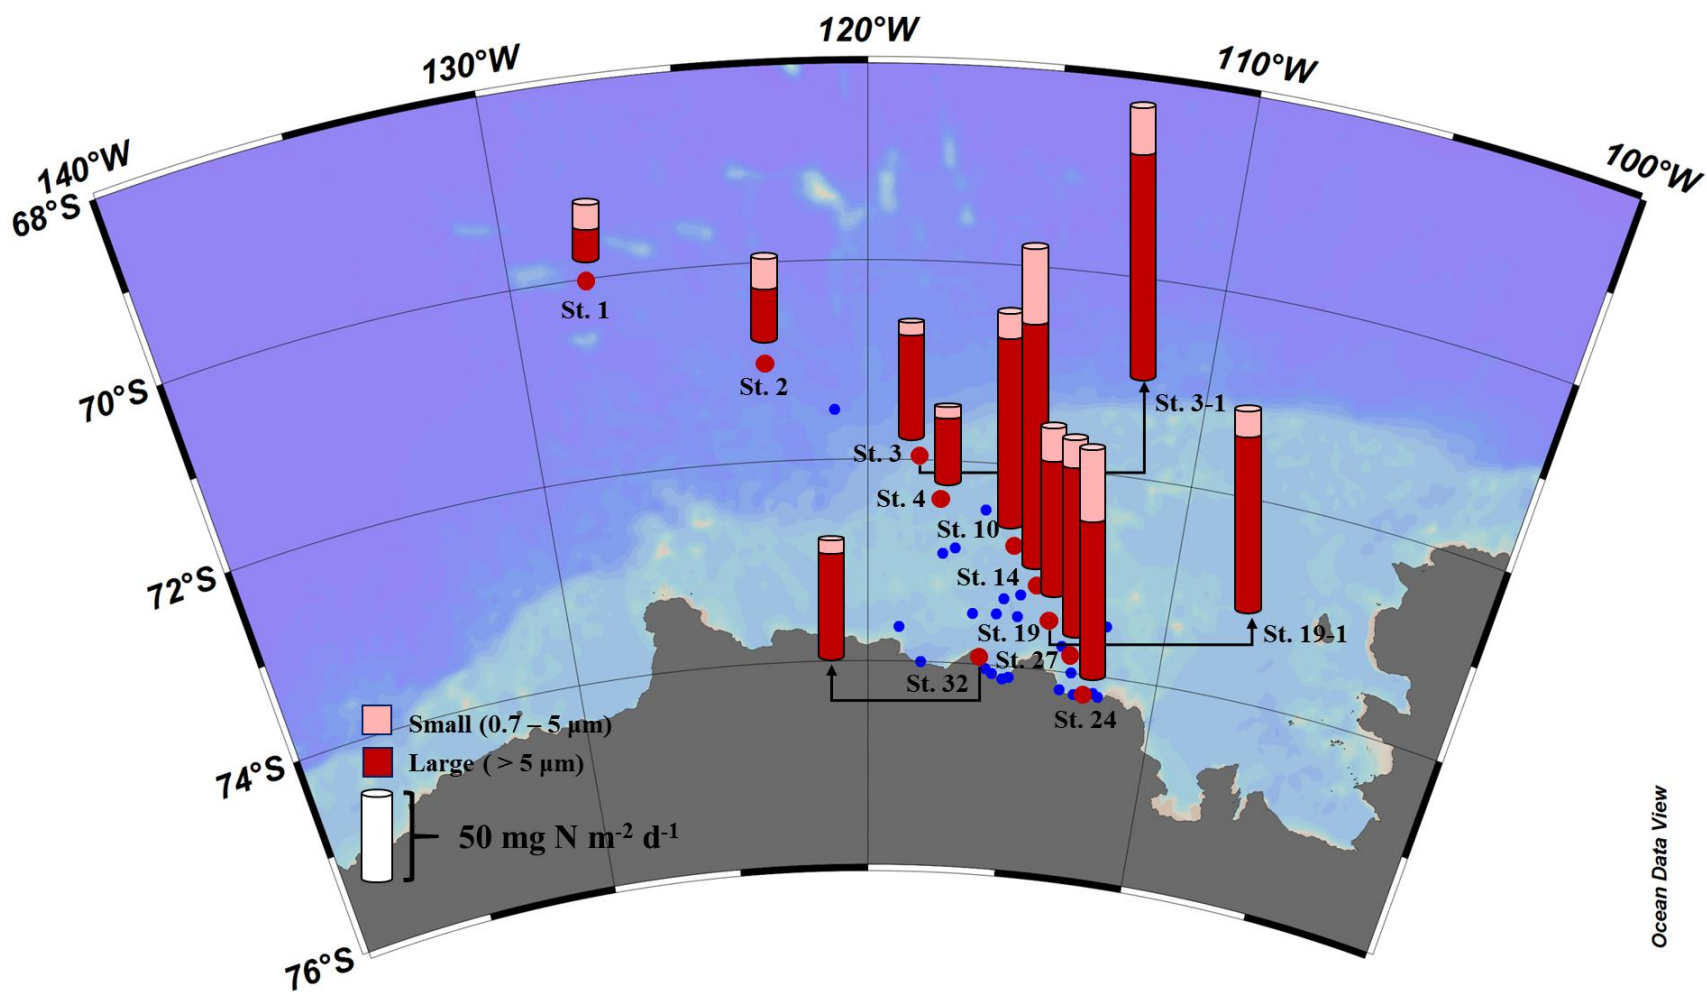 120°W
130°W
110°W
140°W
100°W
68°S
St. 1
70°S
St. 2
St. 3-1
St. 3
St. 4
St. 10
72°S
St. 14
St. 19
St. 19-1
St. 27
St. 32
St. 24
Small (0.7 – 5 μm)
Large ( > 5 μm)
74°S
50 mg N m-2 d-1
76°S
Ocean Data View